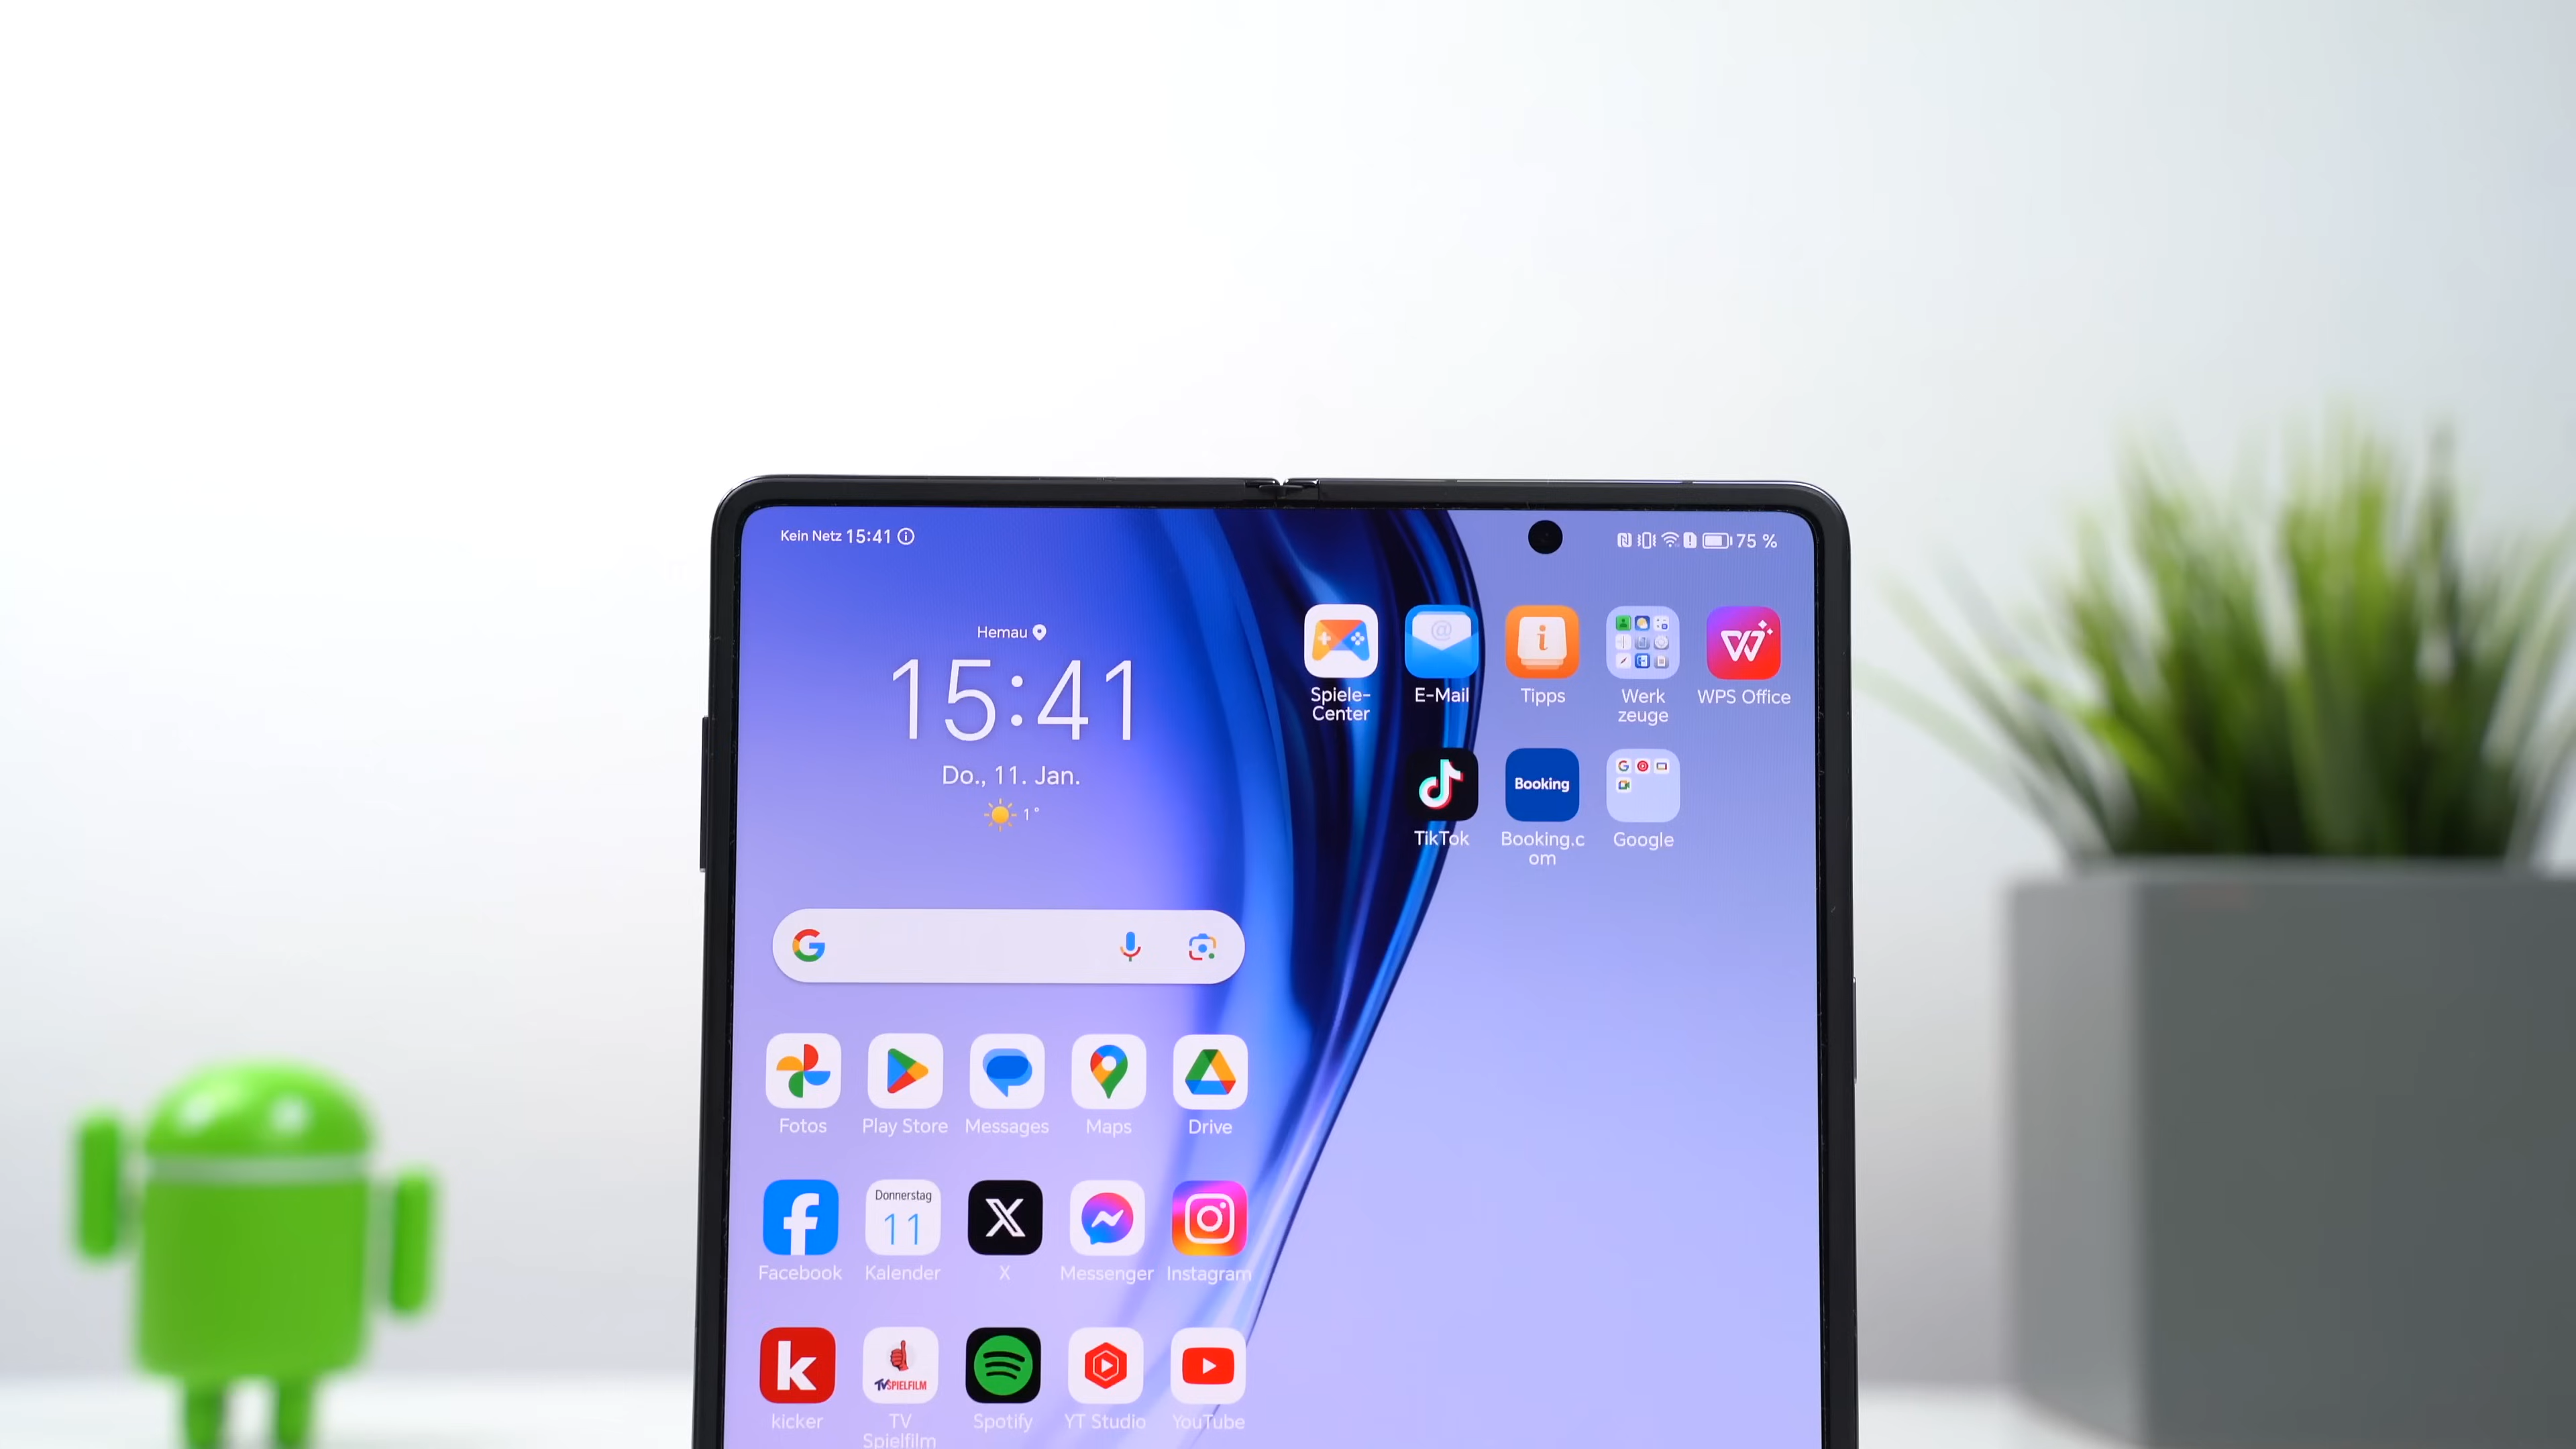 Kein Netz 15:41
75 %
Hemau
15:41
Do., 11. Jan.
1°
Spiele-
Center
E-Mail
Tipps
Werk
zeuge
WPS Office
Booking
TikTok
Booking.c
om
Google
Fotos
Play Store
Messages
Maps
Drive
Donnerstag
11
Facebook
Kalender
X
Messenger
Instagram
k
TVSPIELFILM
kicker
TV
Spielfilm
Spotify
YT Studio
YouTube